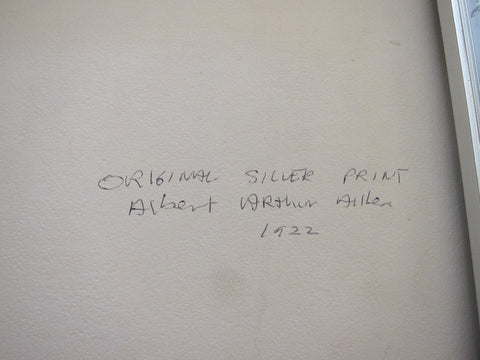 ORIGINAL SILVER PRINT
Albert Arthur Allen
1922